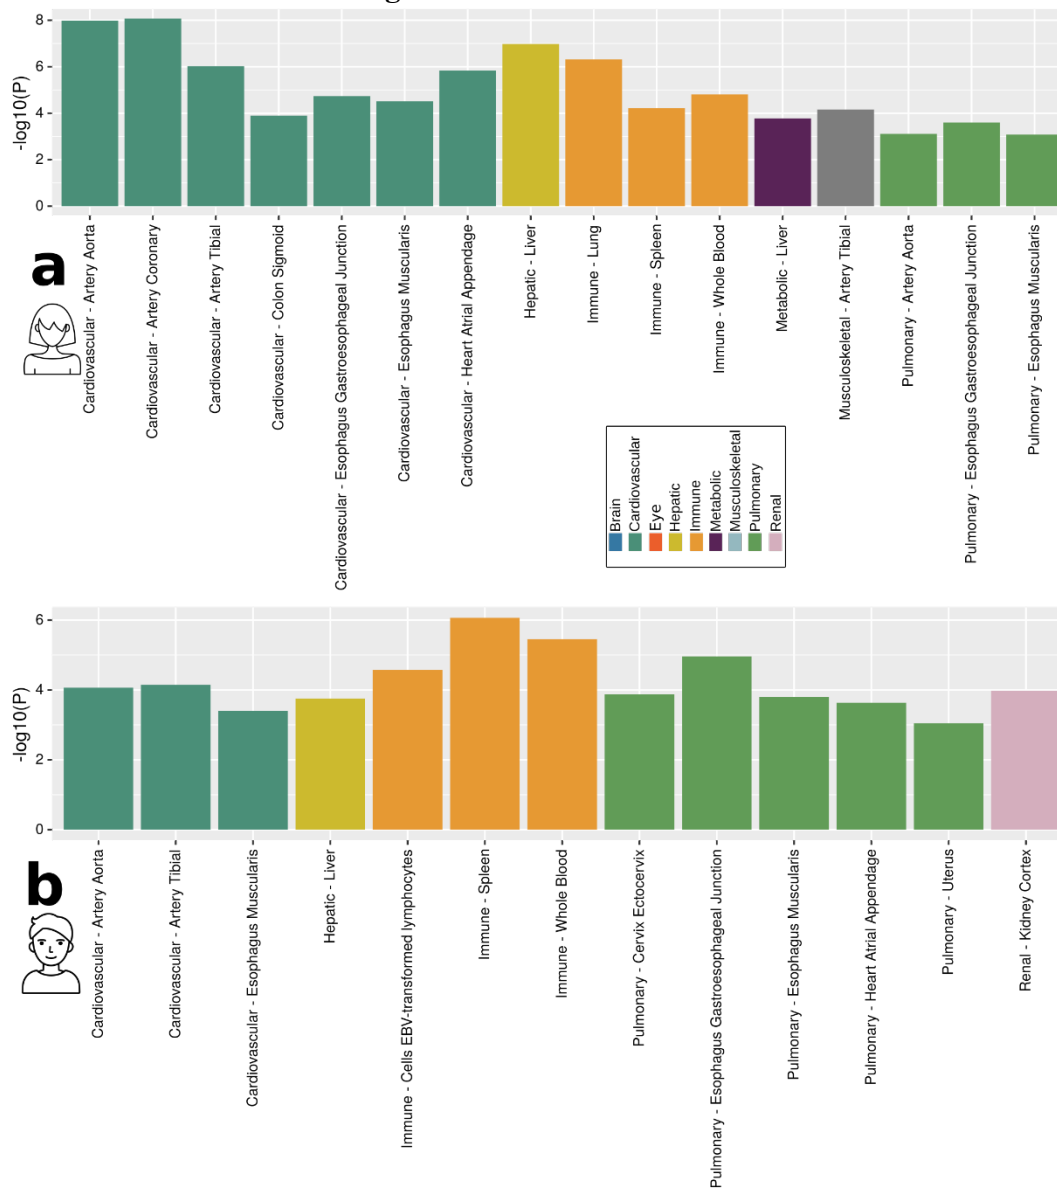 8
6
4
2
0
-log10(P)
Cardiovascular - Artery Aorta
Cardiovascular - Artery Coronary
Cardiovascular - Artery Tibial
Cardiovascular - Colon Sigmoid
Cardiovascular - Esophagus Gastroesophageal Junction
Cardiovascular - Esophagus Muscularis
Cardiovascular - Heart Atrial Appendage
Hepatic - Liver
Immune - Lung
Immune - Spleen
Immune - Whole Blood
Metabolic - Liver
Musculoskeletal - Artery Tibial
Pulmonary - Artery Aorta
Pulmonary - Esophagus Gastroesophageal Junction
Pulmonary - Esophagus Muscularis
a
Brain
Cardiovascular
Eye
Hepatic
Immune
Metabolic
Musculoskeletal
Pulmonary
Renal
6
4
2
0
-log10(P)
Cardiovascular - Artery Aorta
Cardiovascular - Artery Tibial
Cardiovascular - Esophagus Muscularis
Hepatic - Liver
Immune - Cells EBV-transformed lymphocytes
Immune - Spleen
Immune - Whole Blood
Pulmonary - Cervix Ectocervix
Pulmonary - Esophagus Gastroesophageal Junction
Pulmonary - Esophagus Muscularis
Pulmonary - Heart Atrial Appendage
Pulmonary - Uterus
Renal - Kidney Cortex
b